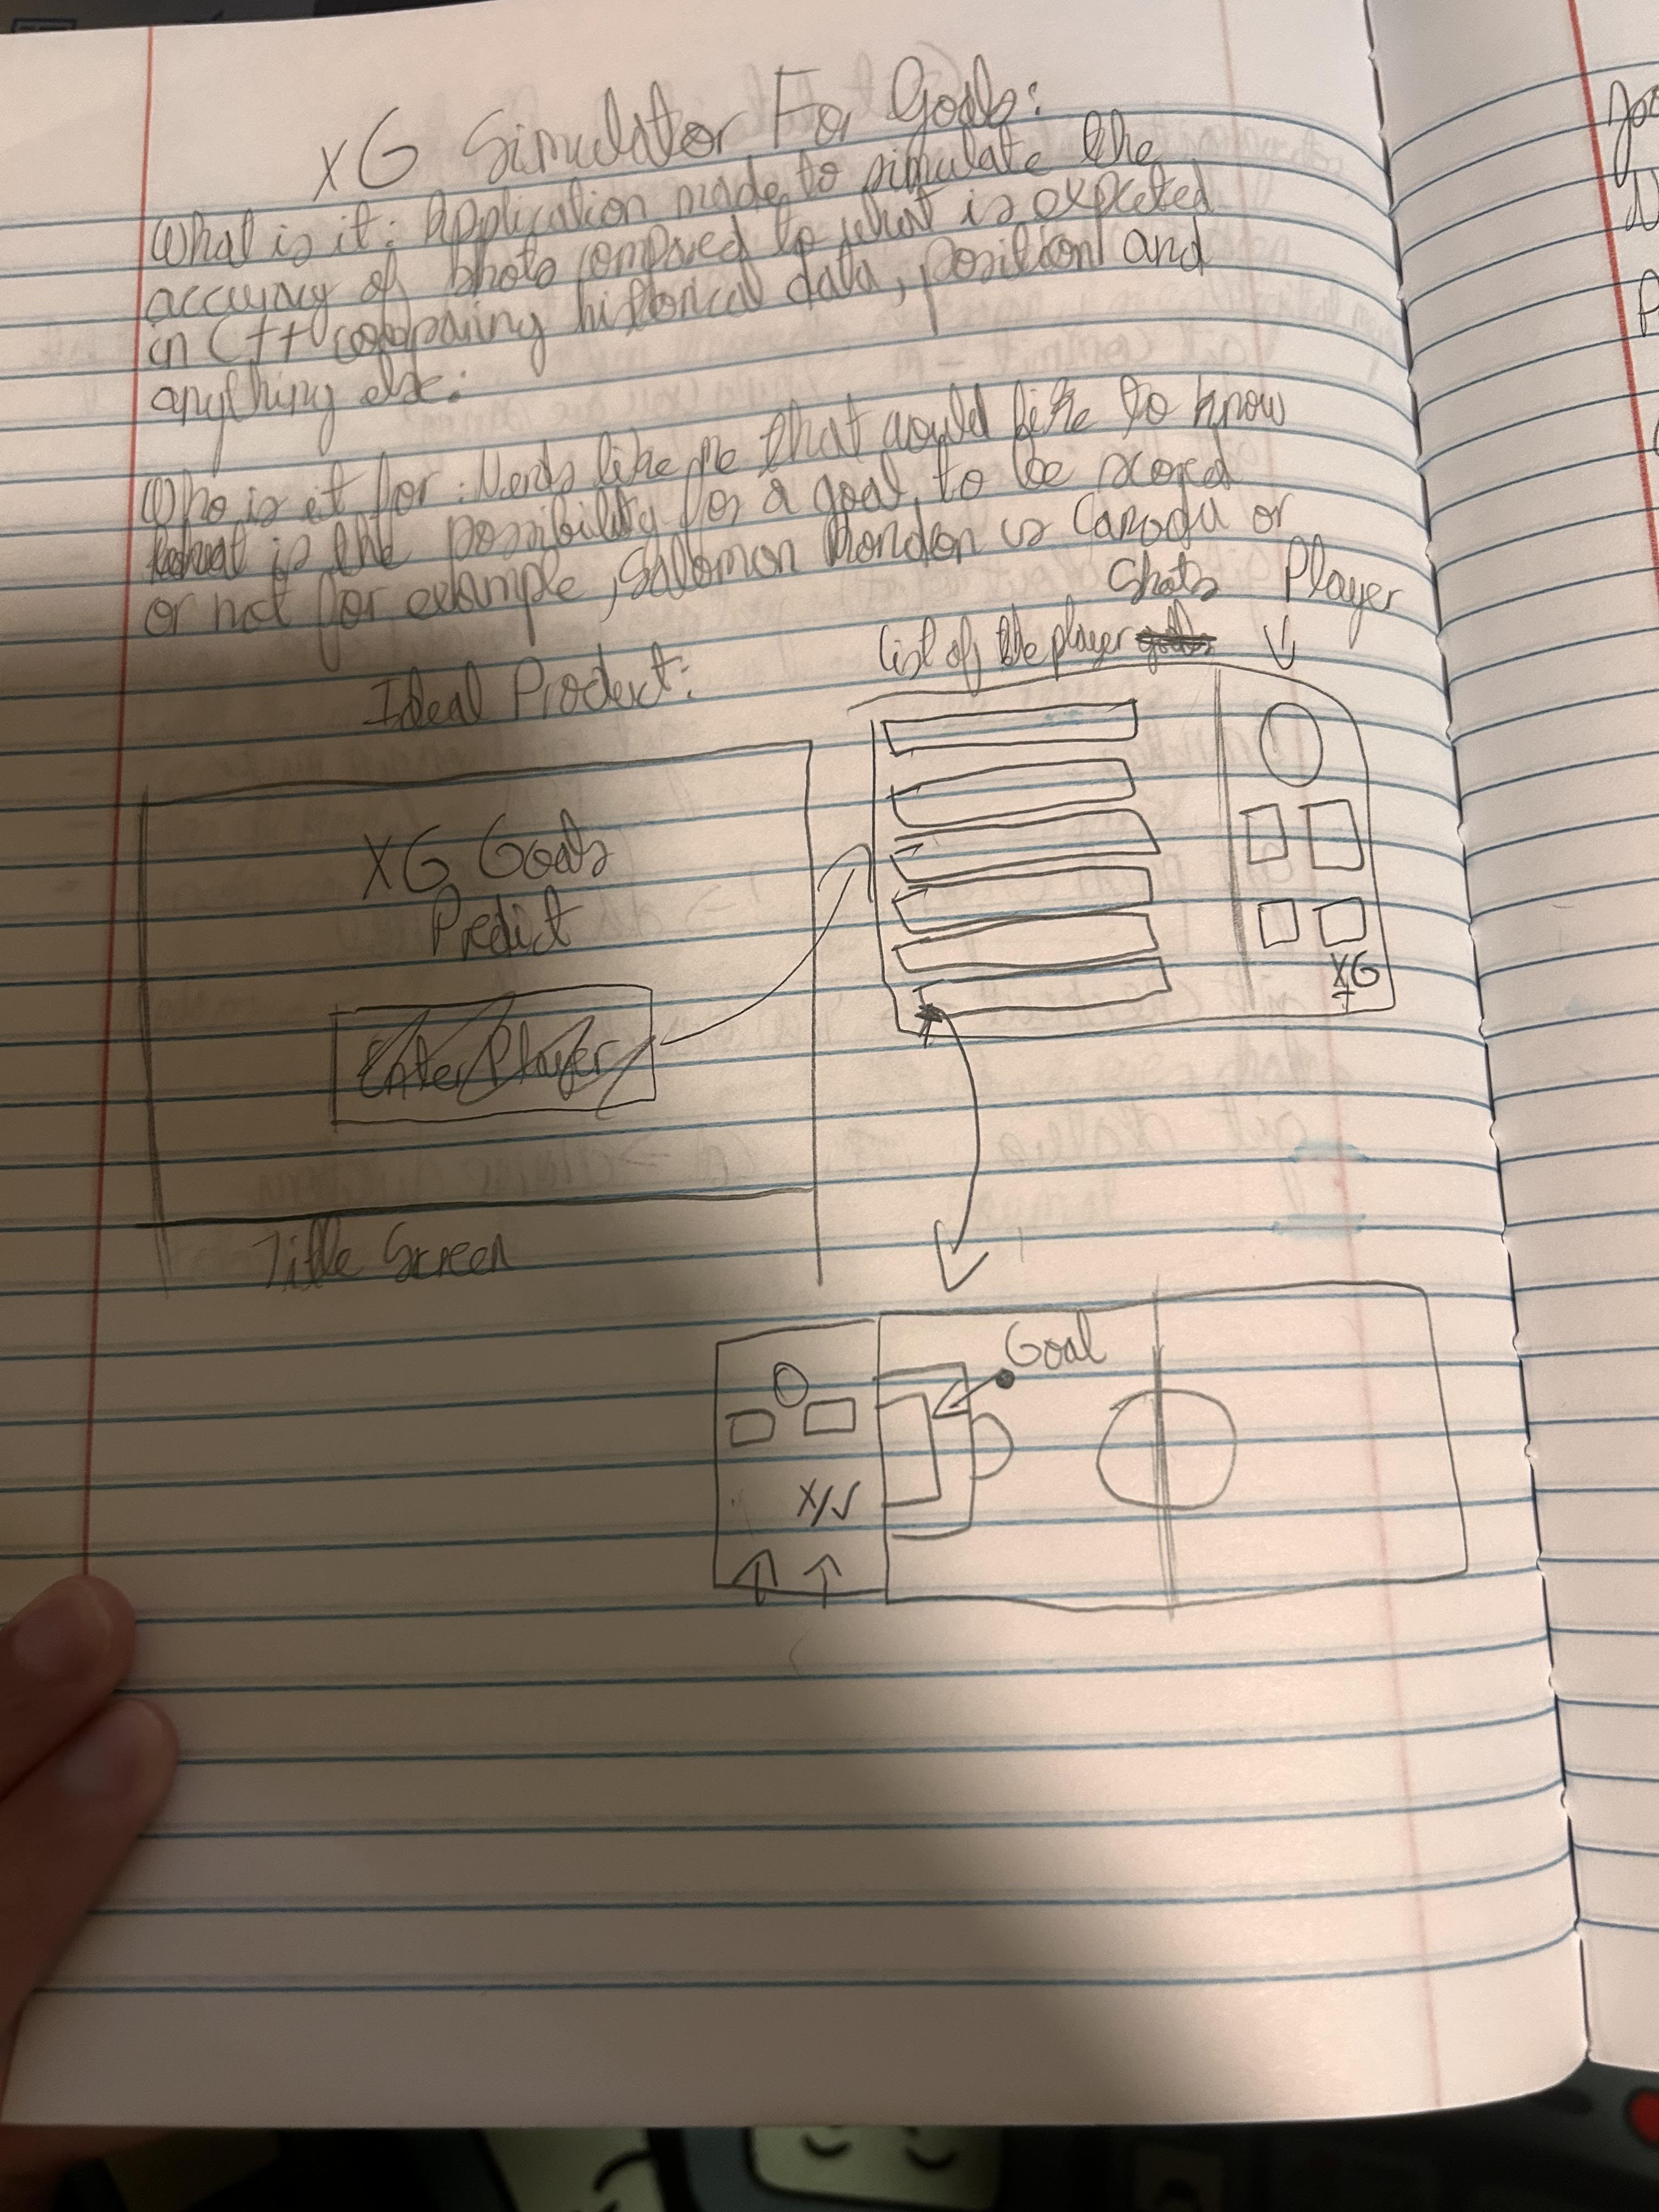 xG Simulator For Goals:
What is it: Application made to simulate the
accuracy of shots compared to what is expected
in C++ comparing historical data, position and
anything else.
Who is it for: Nerds like me that would like to know
what is the possibility for a goal to be scored
or not for example, Salomon Rondon vs or
Shots Player
List of the player goals
Ideal Product:
XG Goals
Predict
Enter Player
XG
+
Title Screen
Goal
X/√